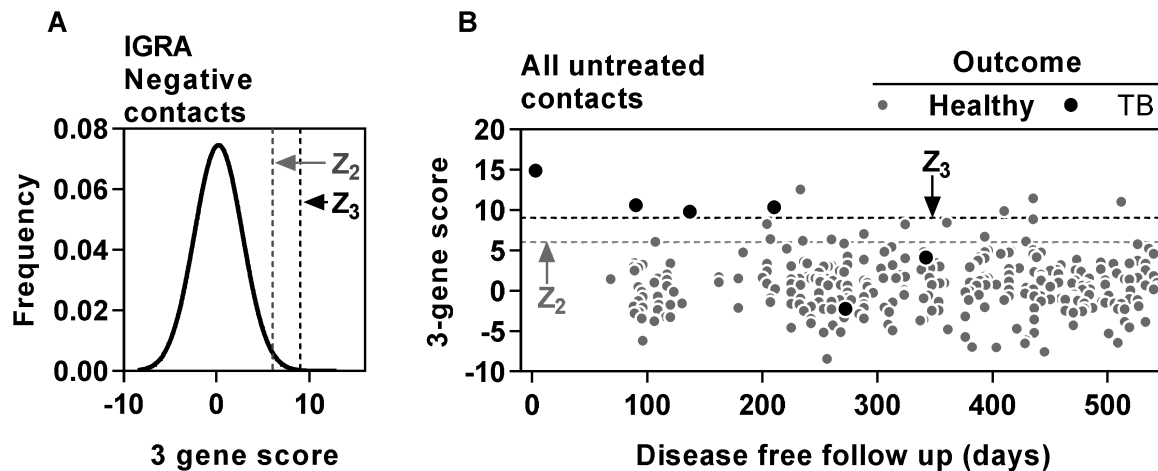 A
IGRA
Negative
contacts
0.08
0.06
0.04
0.02
0.00
Frequency
Z2
Z3
-10 0 10
3 gene score
B
All untreated
contacts
Outcome
Healthy TB
20
15
10
5
0
-5
-10
3-gene score
Z3
Z2
0 100 200 300 400 500
Disease free follow up (days)